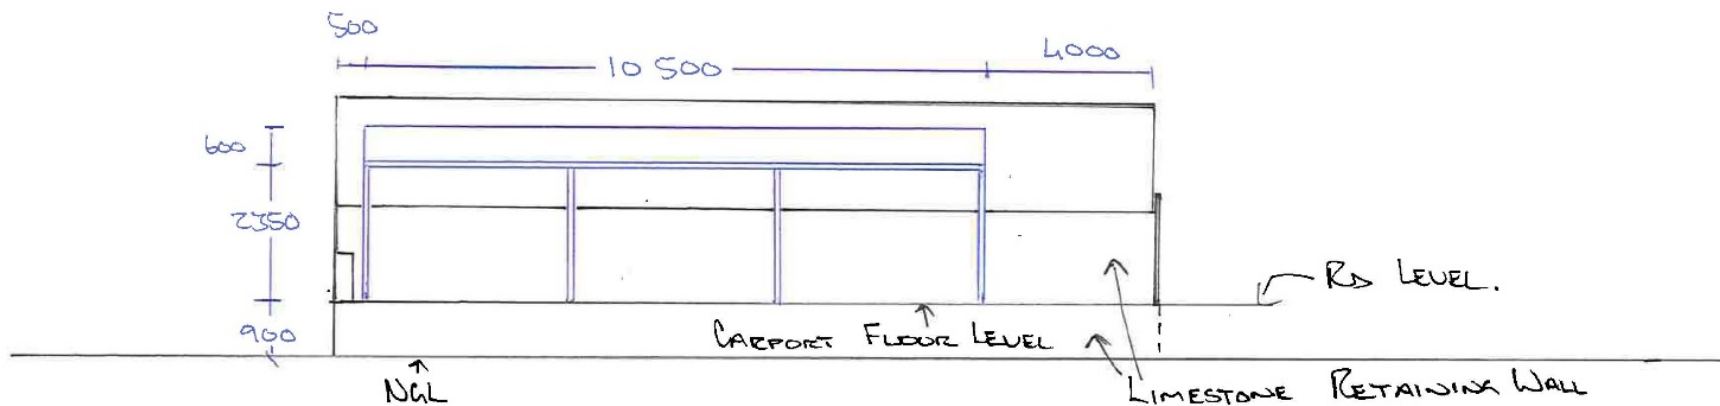 500
10 500
4000
600
2350
900
RD LEVEL.
CARPORT FLOOR LEVEL
NGL
LIMESTONE RETAINING WALL